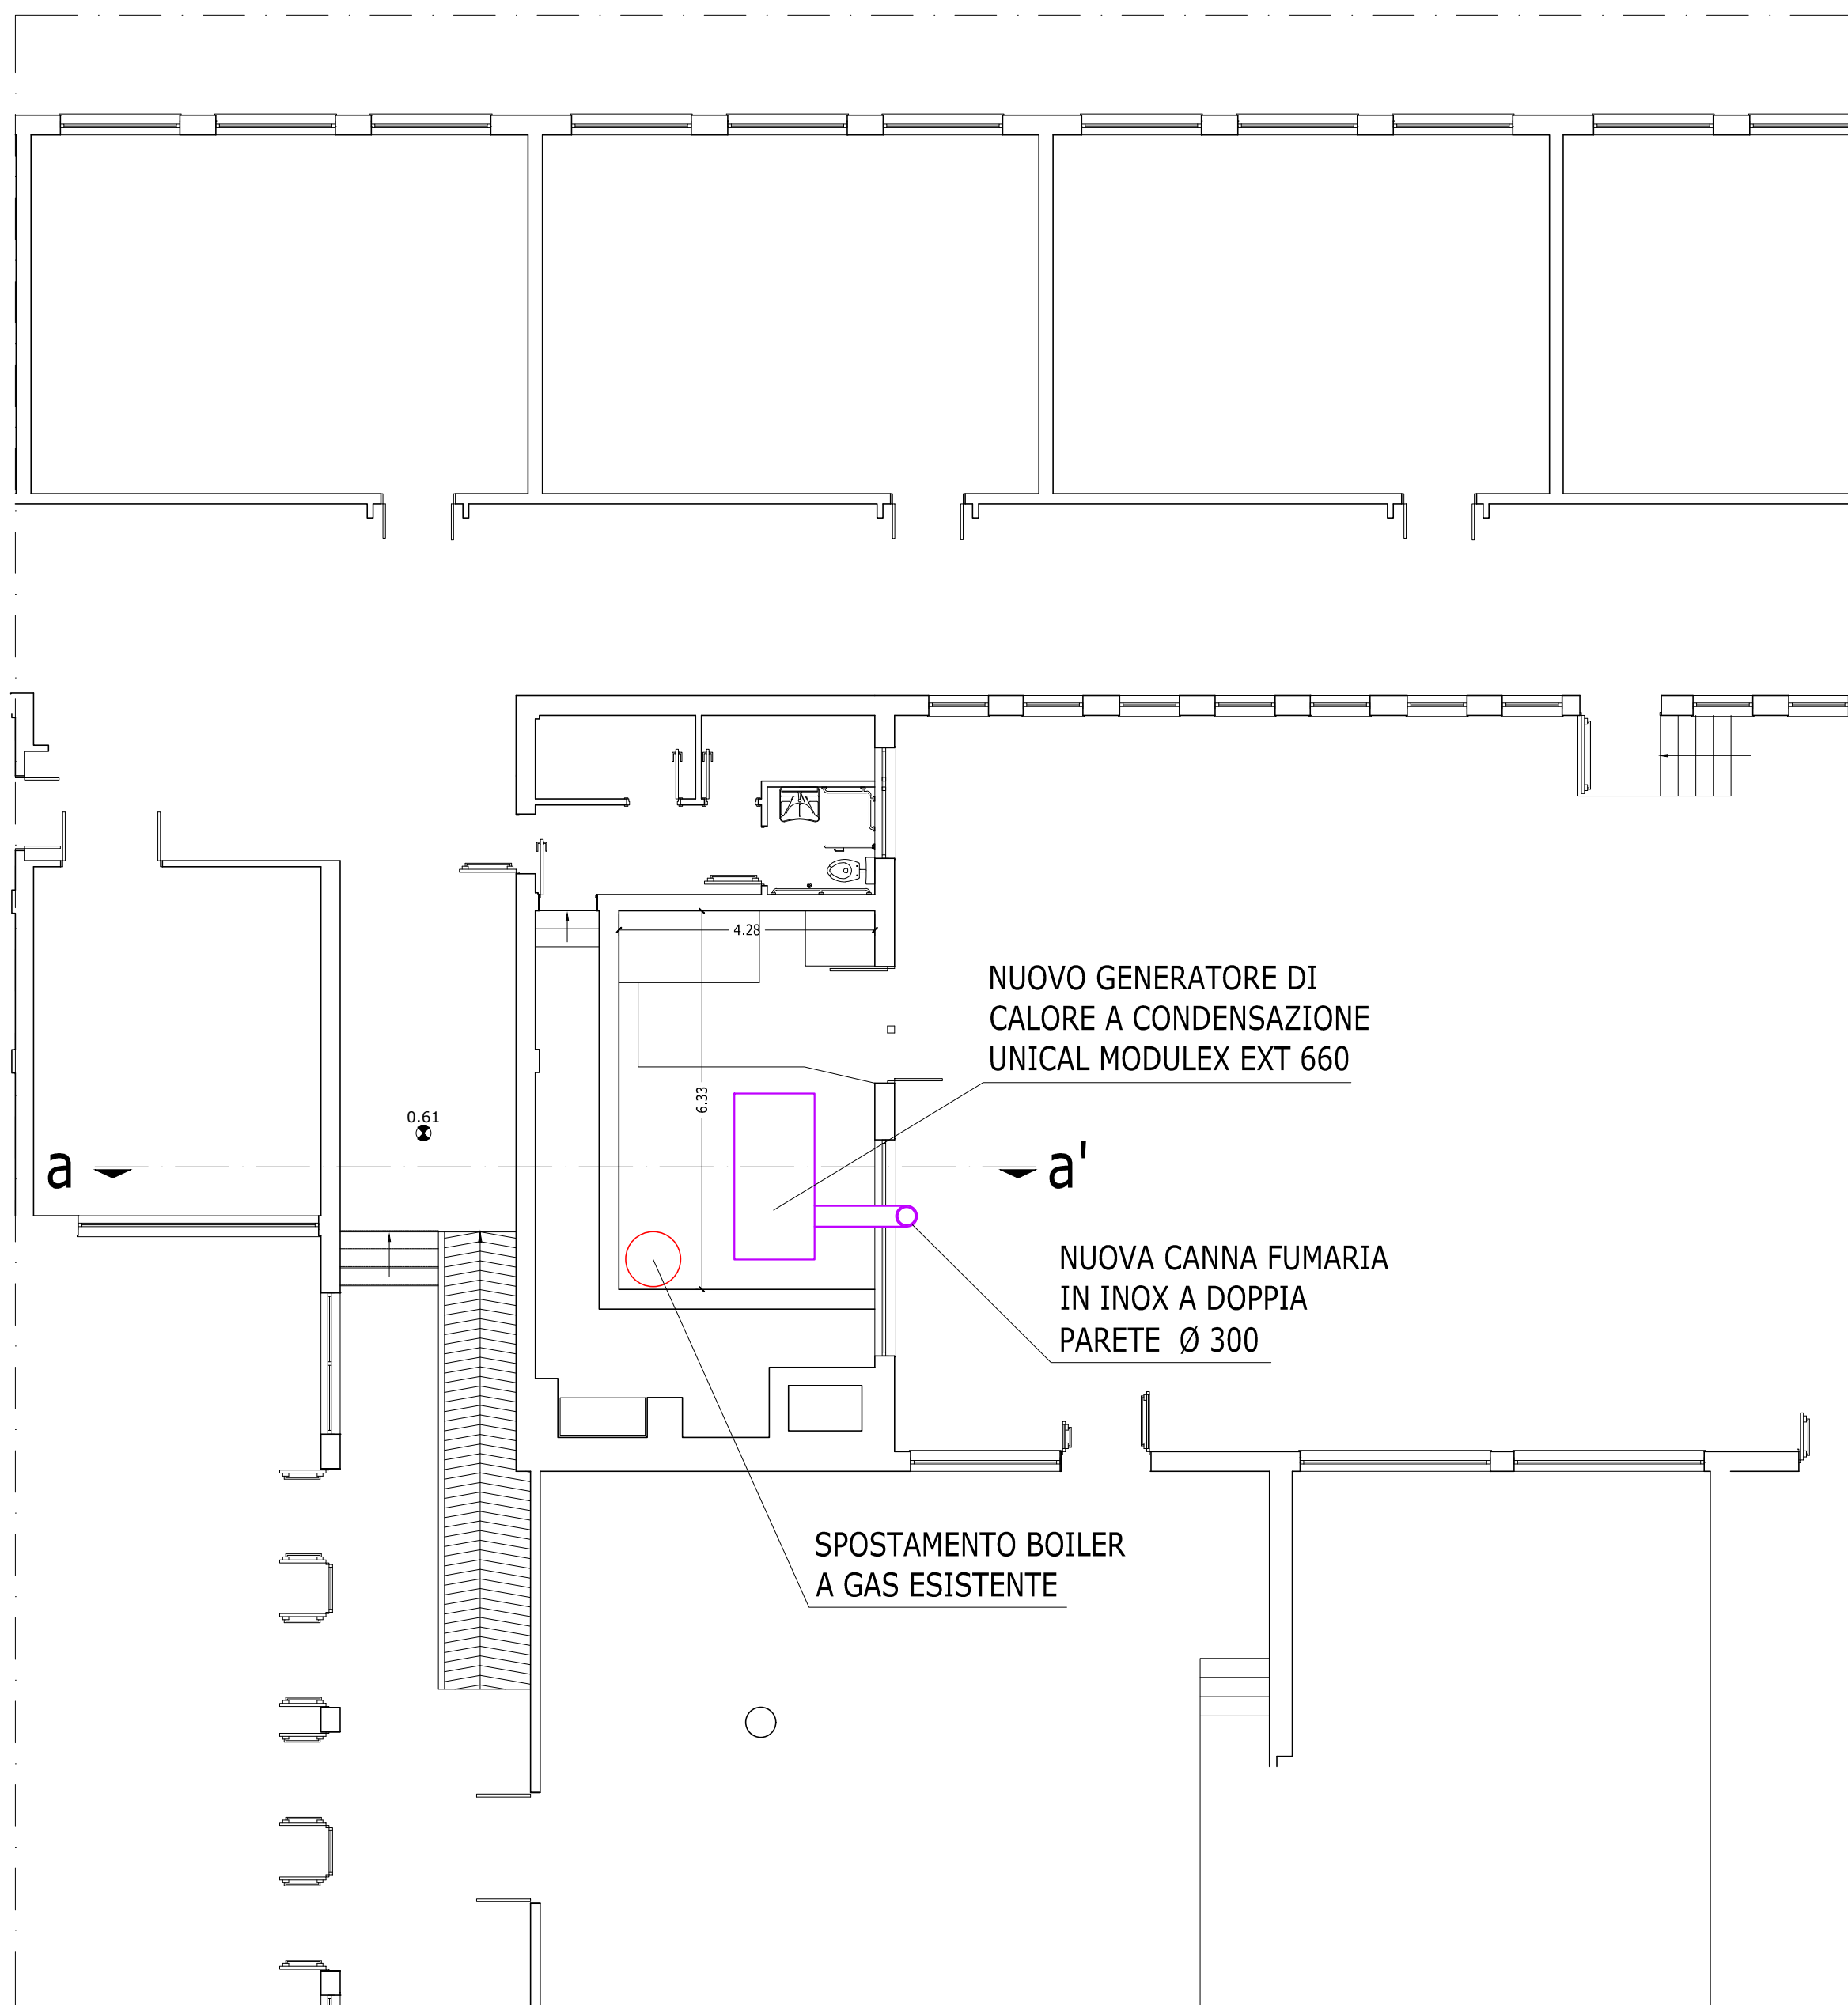 4.28
NUOVO GENERATORE DI
CALORE A CONDENSAZIONE
UNICAL MODULEX EXT 660
6.33
0.61
a
a'
NUOVA CANNA FUMARIA
IN INOX A DOPPIA
PARETE Ø 300
SPOSTAMENTO BOILER
A GAS ESISTENTE